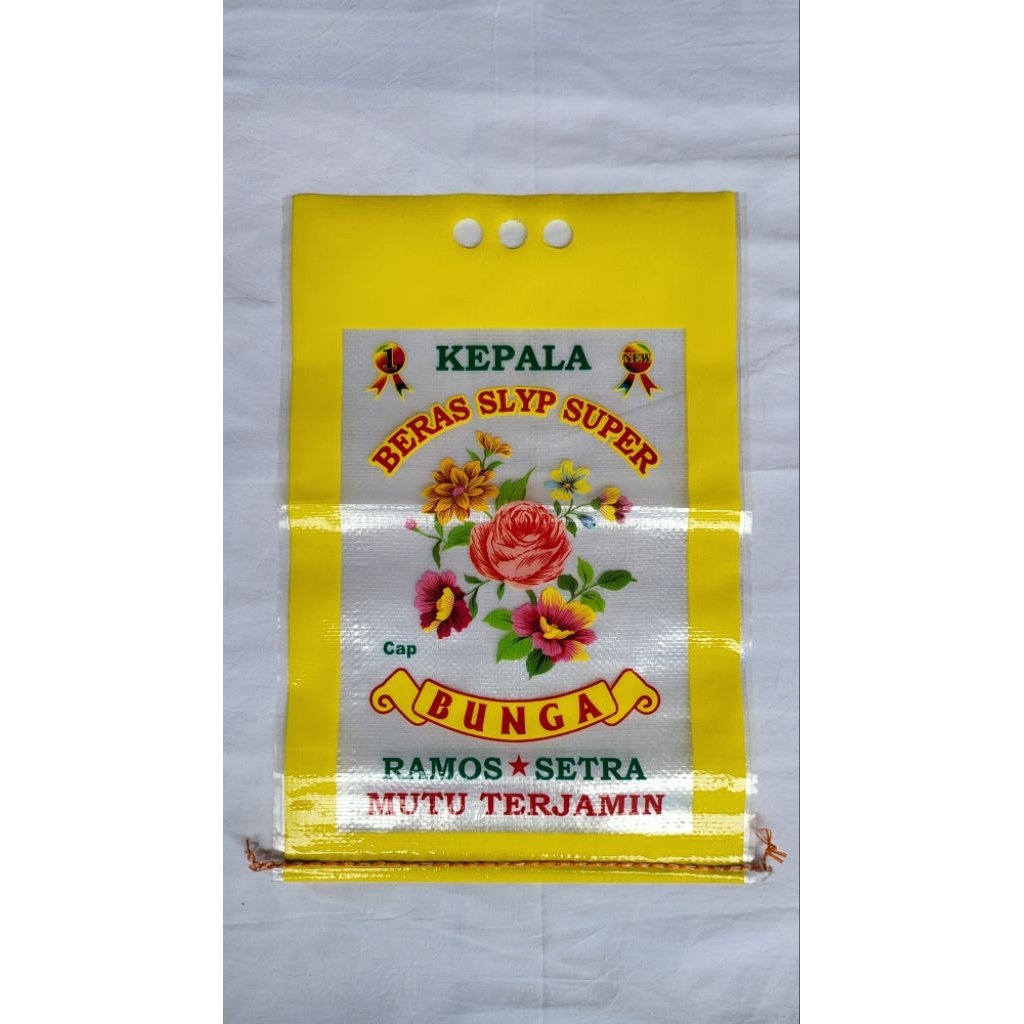 1 KEPALA NEW
BERAS SLYP SUPER
Cap
BUNGA
RAMOS ★ SETRA
MUTU TERJAMIN